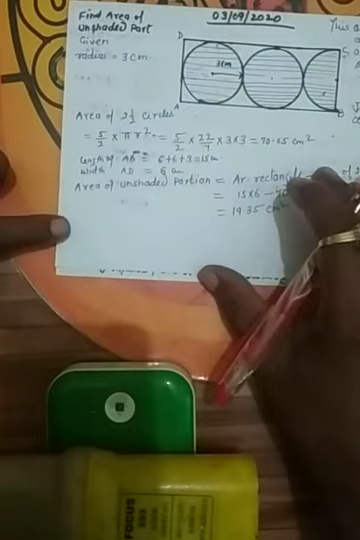 Find Area of
unshaded Part
03/09/2020
This a
Given
radius = 3cm
D
3cm
A
Area of 2½ circles
= 5/2 × π r² = 5/2 × 22/7 × 3×3 = 70.65 cm²
Length AB = 6+6+3=15cm
width AD = 6 cm
Area of unshaded Portion = Ar. rectangle
= 15×6 -
= 19.35 cm²
FOCUS